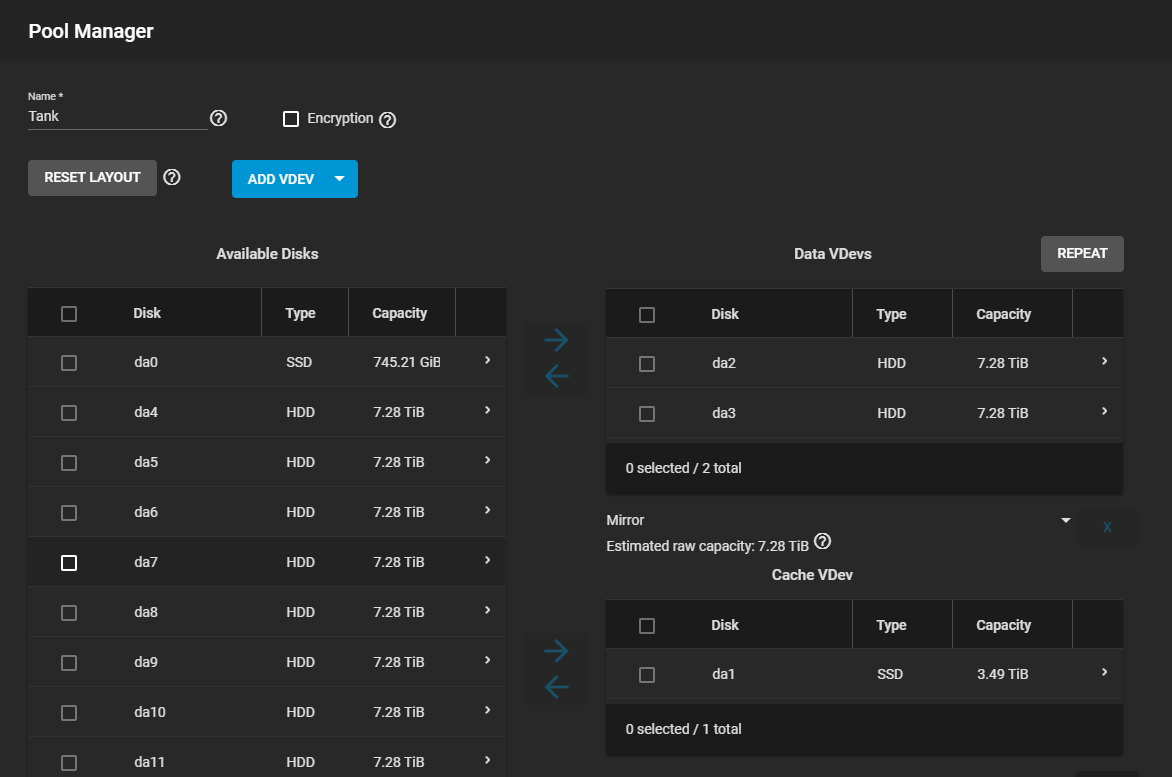 Pool Manager
Name *
Tank
Encryption
RESET LAYOUT
ADD VDEV
Available Disks
Disk Type Capacity
da0 SSD 745.21 GiB
da4 HDD 7.28 TiB
da5 HDD 7.28 TiB
da6 HDD 7.28 TiB
da7 HDD 7.28 TiB
da8 HDD 7.28 TiB
da9 HDD 7.28 TiB
da10 HDD 7.28 TiB
da11 HDD 7.28 TiB
Data VDevs
REPEAT
Disk Type Capacity
da2 HDD 7.28 TiB
da3 HDD 7.28 TiB
0 selected / 2 total
Mirror
X
Estimated raw capacity: 7.28 TiB
Cache VDev
Disk Type Capacity
da1 SSD 3.49 TiB
0 selected / 1 total